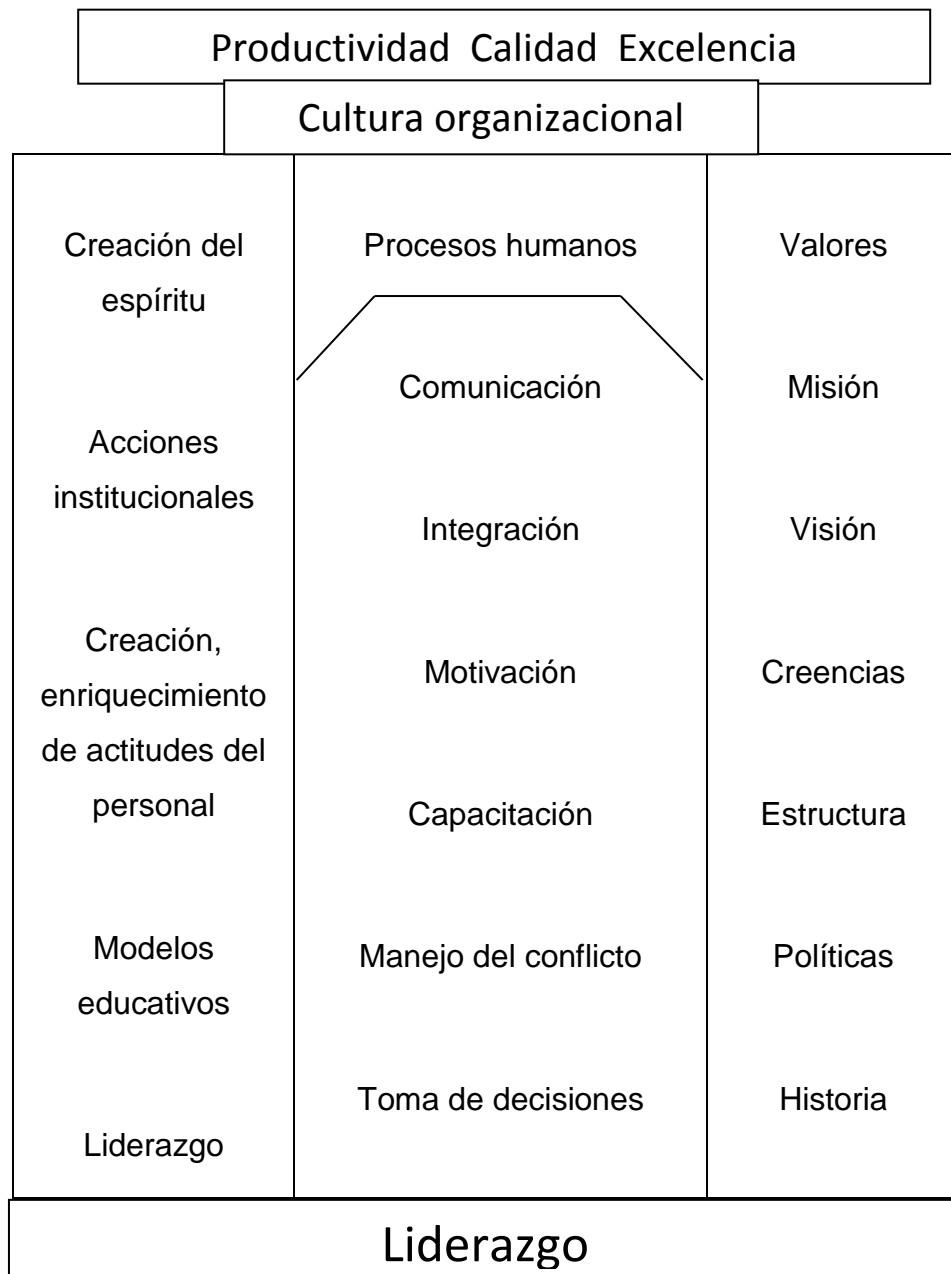 Productividad Calidad Excelencia
Cultura organizacional
Creación del
espíritu
Acciones
institucionales
Creación,
enriquecimiento
de actitudes del
personal
Modelos
educativos
Liderazgo
Procesos humanos
Comunicación
Integración
Motivación
Capacitación
Manejo del conflicto
Toma de decisiones
Valores
Misión
Visión
Creencias
Estructura
Políticas
Historia
Liderazgo